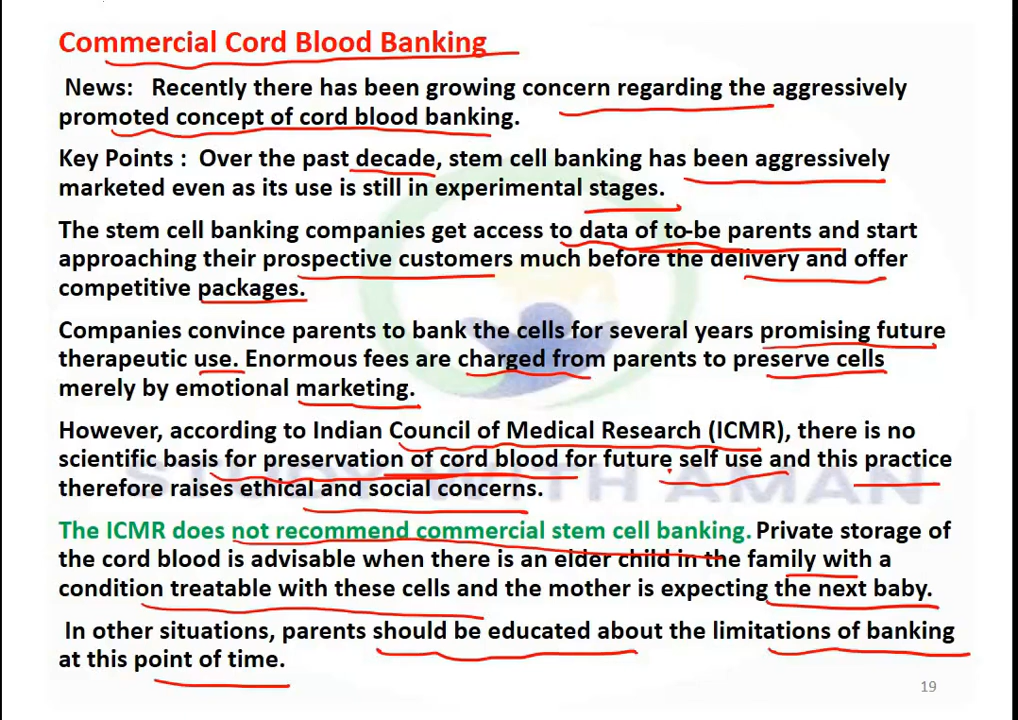 Commercial Cord Blood Banking
News: Recently there has been growing concern regarding the aggressively
promoted concept of cord blood banking.
Key Points : Over the past decade, stem cell banking has been aggressively
marketed even as its use is still in experimental stages.
The stem cell banking companies get access to data of to-be parents and start
approaching their prospective customers much before the delivery and offer
competitive packages.
Companies convince parents to bank the cells for several years promising future
therapeutic use. Enormous fees are charged from parents to preserve cells
merely by emotional marketing.
However, according to Indian Council of Medical Research (ICMR), there is no
scientific basis for preservation of cord blood for future self use and this practice
therefore raises ethical and social concerns.
STUDY WITH AMAN
The ICMR does not recommend commercial stem cell banking. Private storage of
the cord blood is advisable when there is an elder child in the family with a
condition treatable with these cells and the mother is expecting the next baby.
In other situations, parents should be educated about the limitations of banking
at this point of time.
19